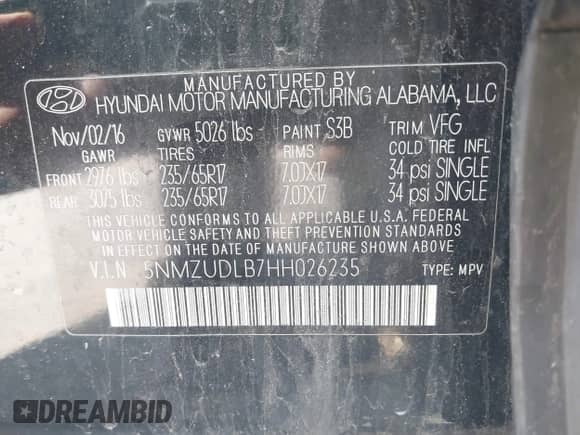 MANUFACTURED BY
HYUNDAI MOTOR MANUFACTURING ALABAMA, LLC
Nov/02/16 GVWR 5026 lbs PAINT S3B TRIM VFG
GAWR TIRES RIMS COLD TIRE INFL
FRONT 2976 lbs 235/65R17 7.0JX17 34 psi SINGLE
REAR 3075 lbs 235/65R17 7.0JX17 34 psi SINGLE
THIS VEHICLE CONFORMS TO ALL APPLICABLE U.S.A. FEDERAL
MOTOR VEHICLE SAFETY AND THEFT PREVENTION STANDARDS
IN EFFECT ON THE DATE OF MANUFACTURE SHOWN ABOVE.
V.I.N 5NMZUDLB7HH026235 TYPE: MPV
DREAMBID